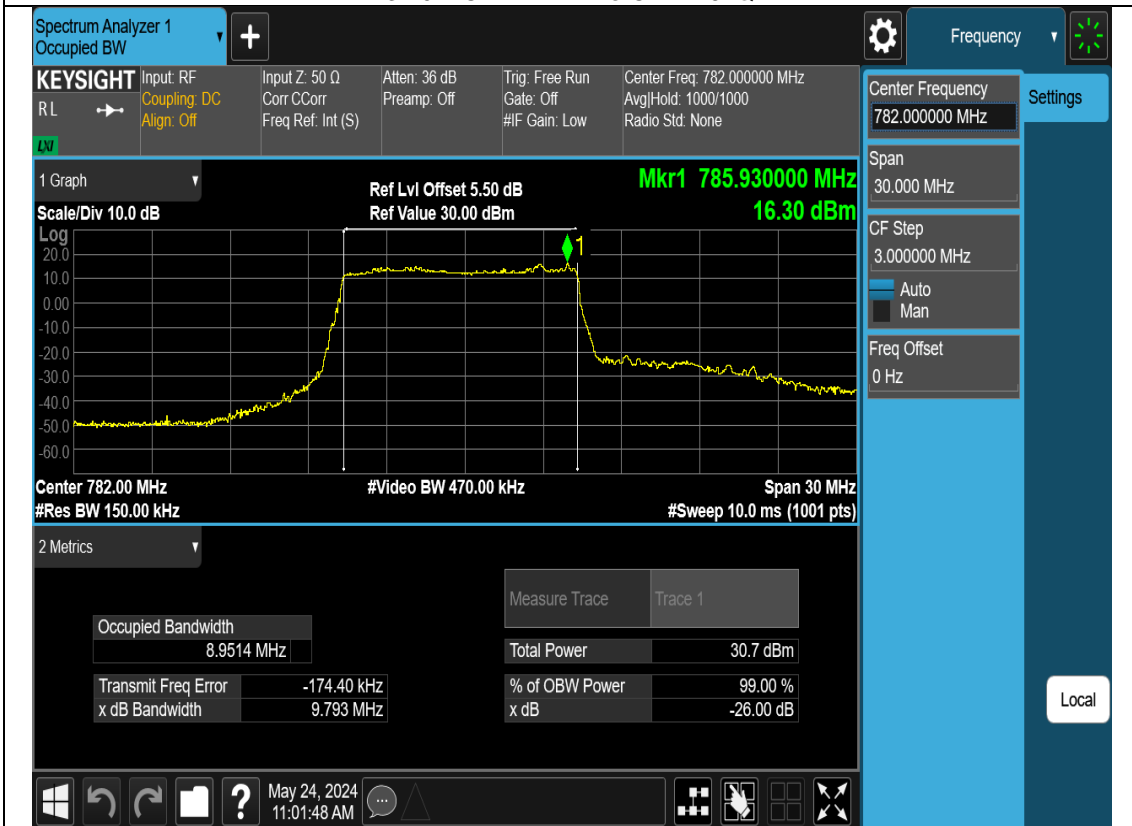 Spectrum Analyzer 1
Occupied BW
Frequency
KEYSIGHT
RL
LXI
Input: RF
Coupling: DC
Align: Off
Input Z: 50 Ω
Corr CCorr
Freq Ref: Int (S)
Atten: 36 dB
Preamp: Off
Trig: Free Run
Gate: Off
#IF Gain: Low
Center Freq: 782.000000 MHz
Avg|Hold: 1000/1000
Radio Std: None
Center Frequency
782.000000 MHz
Settings
Span
30.000 MHz
CF Step
3.000000 MHz
Auto
Man
Freq Offset
0 Hz
Local
1 Graph
Ref Lvl Offset 5.50 dB
Mkr1 785.930000 MHz
Scale/Div 10.0 dB
Ref Value 30.00 dBm
16.30 dBm
Log
1
20.0
10.0
0.00
-10.0
-20.0
-30.0
-40.0
-50.0
-60.0
Center 782.00 MHz
#Video BW 470.00 kHz
Span 30 MHz
#Res BW 150.00 kHz
#Sweep 10.0 ms (1001 pts)
2 Metrics
Measure Trace
Trace 1
Occupied Bandwidth
8.9514 MHz
Total Power
30.7 dBm
Transmit Freq Error
-174.40 kHz
% of OBW Power
99.00 %
x dB Bandwidth
9.793 MHz
x dB
-26.00 dB
?
May 24, 2024
11:01:48 AM